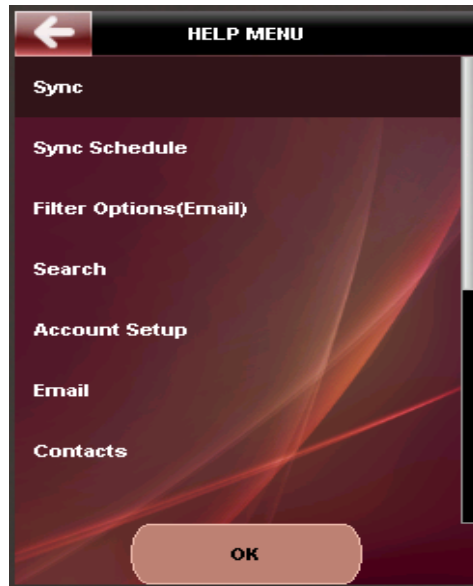 HELP MENU
Sync
Sync Schedule
Filter Options(Email)
Search
Account Setup
Email
Contacts
OK